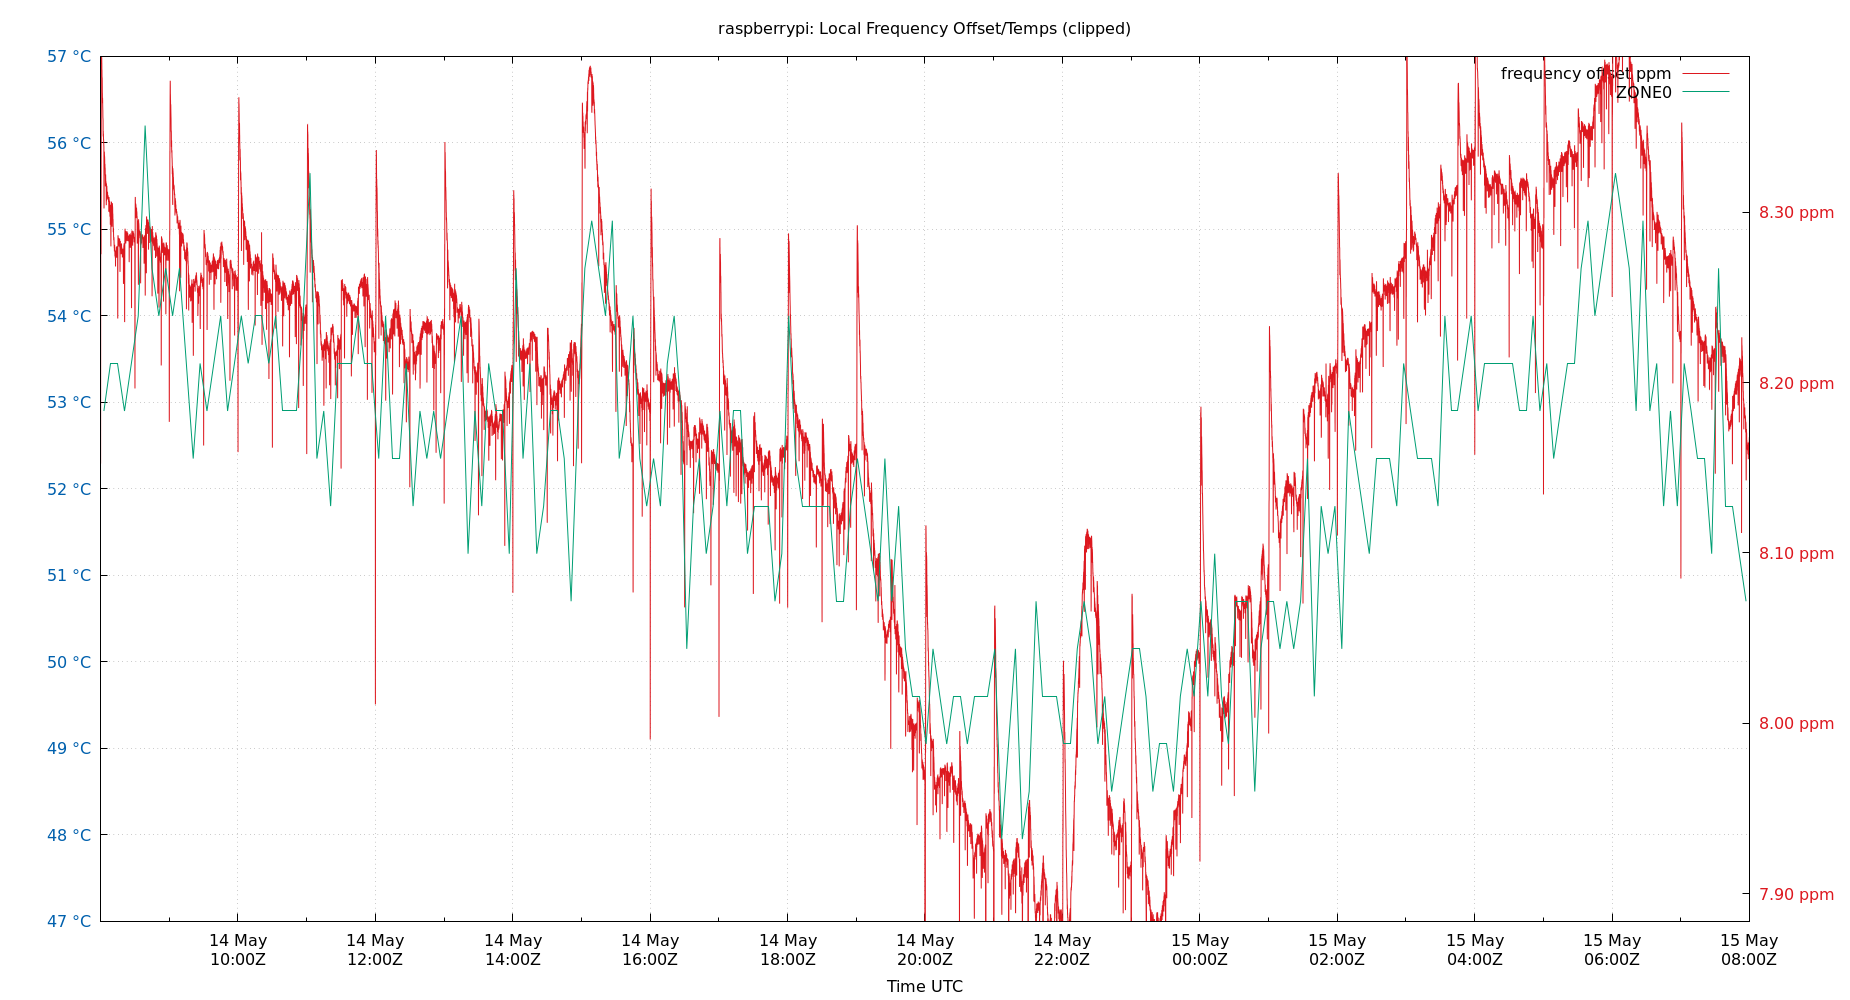 raspberrypi: Local Frequency Offset/Temps (clipped)
57 °C
56 °C
55 °C
54 °C
53 °C
52 °C
51 °C
50 °C
49 °C
48 °C
47 °C
frequency offset ppm
ZONE0
8.30 ppm
8.20 ppm
8.10 ppm
8.00 ppm
7.90 ppm
14 May
10:00Z
14 May
12:00Z
14 May
14:00Z
14 May
16:00Z
14 May
18:00Z
14 May
20:00Z
14 May
22:00Z
15 May
00:00Z
15 May
02:00Z
15 May
04:00Z
15 May
06:00Z
15 May
08:00Z
Time UTC